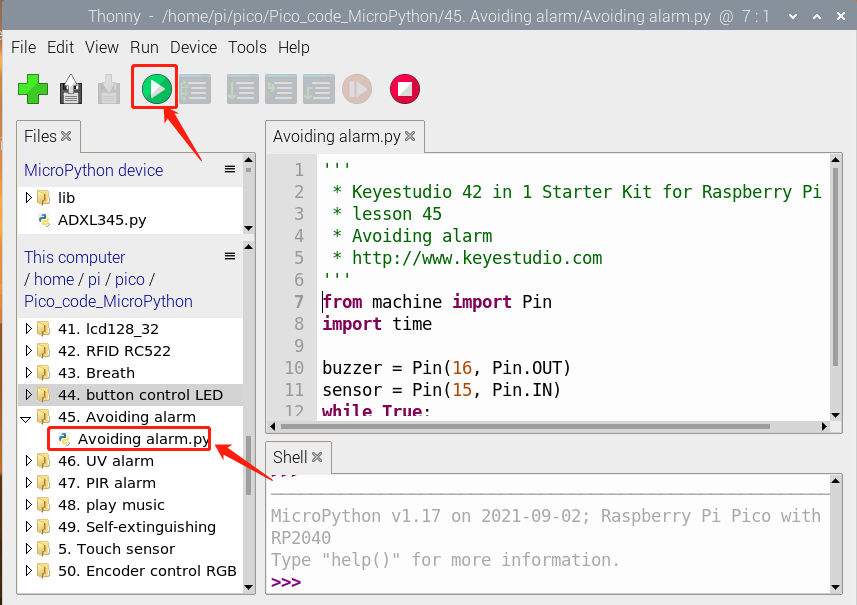 Thonny - /home/pi/pico/Pico_code_MicroPython/45. Avoiding alarm/Avoiding alarm.py @ 7 : 1
File Edit View Run Device Tools Help
Files
MicroPython device
lib
ADXL345.py
This computer
/ home / pi / pico /
Pico_code_MicroPython
41. lcd128_32
42. RFID RC522
43. Breath
44. button control LED
45. Avoiding alarm
Avoiding alarm.py
46. UV alarm
47. PIR alarm
48. play music
49. Self-extinguishing
5. Touch sensor
50. Encoder control RGB
Avoiding alarm.py
1 '''
2 * Keyestudio 42 in 1 Starter Kit for Raspberry Pi
3 * lesson 45
4 * Avoiding alarm
5 * http://www.keyestudio.com
6 '''
7 from machine import Pin
8 import time
9
10 buzzer = Pin(16, Pin.OUT)
11 sensor = Pin(15, Pin.IN)
12 while True:
Shell
>>>
MicroPython v1.17 on 2021-09-02; Raspberry Pi Pico with
RP2040
Type "help()" for more information.
>>>